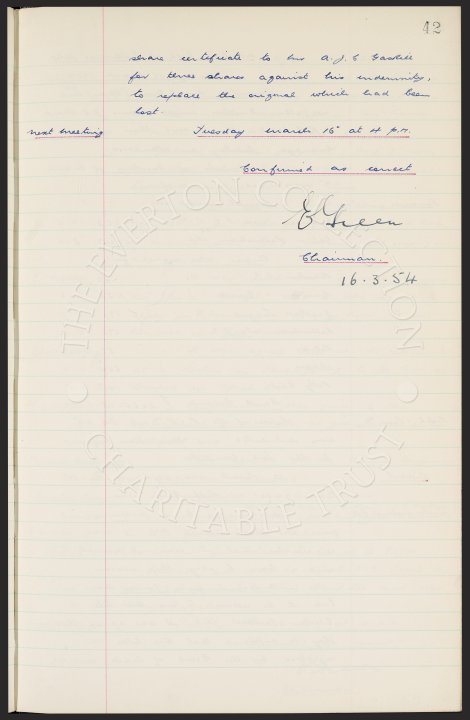 42
share certificate to Mr A. J. E Gaskill
for three shares against his indemnity,
to replace the original which had been
lost.
next meeting Tuesday March 16th at 4 p.m.
Confirmed as correct
E Green
Chairman.
16.3.54
THE EVERTON COLLECTION
CHARITABLE TRUST